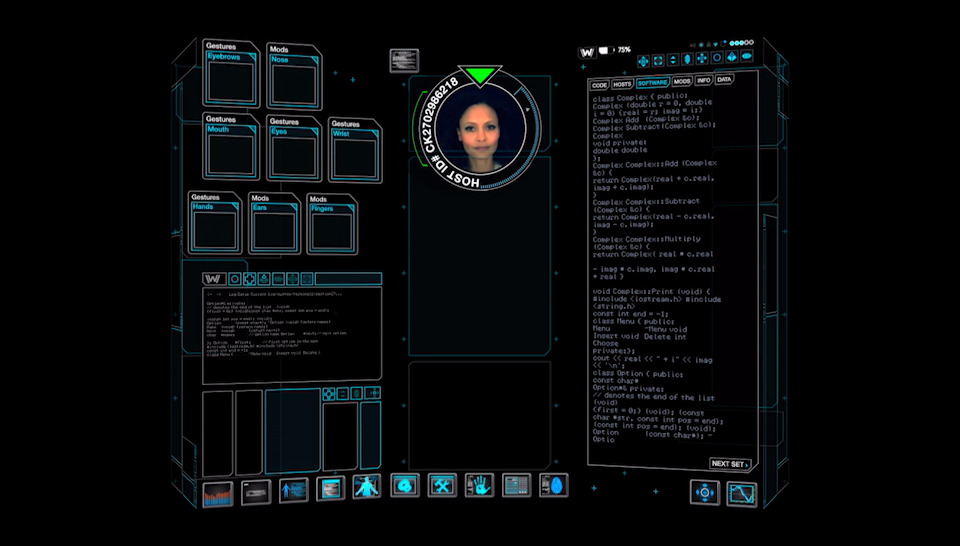 Gestures
Eyebrows
Mods
Nose
Gestures
Mouth
Gestures
Eyes
Gestures
Wrist
Gestures
Hands
Mods
Ears
Mods
Fingers
W
const int end = -1;
class Menu {
HOST ID# CK2702986218
W
75%
CODE
HOSTS
SOFTWARE
MODS
INFO
DATA
class Complex { public:
Complex (double r = 0, double
i = 0) {real = r; imag = i;}
Complex Add (Complex &c);
Complex Subtract(Complex &c);
Complex
void private:
double double
};
Complex Complex::Add (Complex
&c) {
return Complex(real + c.real,
imag + c.imag);
}
Complex Complex::Subtract
(Complex &c) {
return Complex(real - c.real,
imag - c.imag);
}
Complex Complex::Multiply
(Complex &c) {
return Complex( real * c.real
- imag * c.imag, imag * c.real
+ real }
void Complex::Print (void) {
#include <iostream.h> #include
<string.h>
const int end = -1;
class Menu { public:
Menu ~Menu void
Insert void Delete int
Choose
private:};
cout << real << " + i" << imag
<< '\n';
class Option { public:
const char*
Option*& private:
// denotes the end of the list
(void)
{first = 0;} (void); (const
char *str, const int pos = end);
(const int pos = end); (void);
Option (const char*); ~
Optio
NEXT SET ›